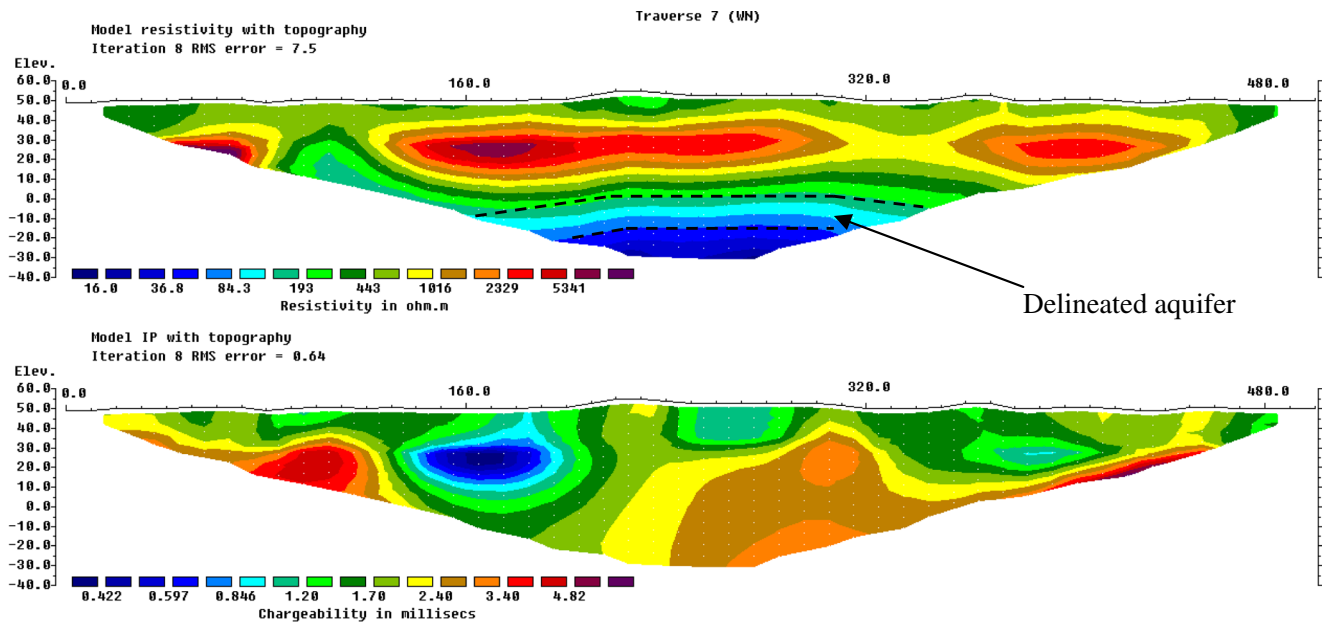 Traverse 7 (WN)
Model resistivity with topography
Iteration 8 RMS error = 7.5
Elev.
0.0 160.0 320.0 480.0
60.0
50.0
40.0
30.0
20.0
10.0
0.0
-10.0
-20.0
-30.0
-40.0
16.0 36.8 84.3 193 443 1016 2329 5341
Resistivity in ohm.m
Delineated aquifer
Model IP with topography
Iteration 8 RMS error = 0.64
Elev.
0.0 160.0 320.0 480.0
60.0
50.0
40.0
30.0
20.0
10.0
0.0
-10.0
-20.0
-30.0
-40.0
0.422 0.597 0.846 1.20 1.70 2.40 3.40 4.82
Chargeability in millisecs